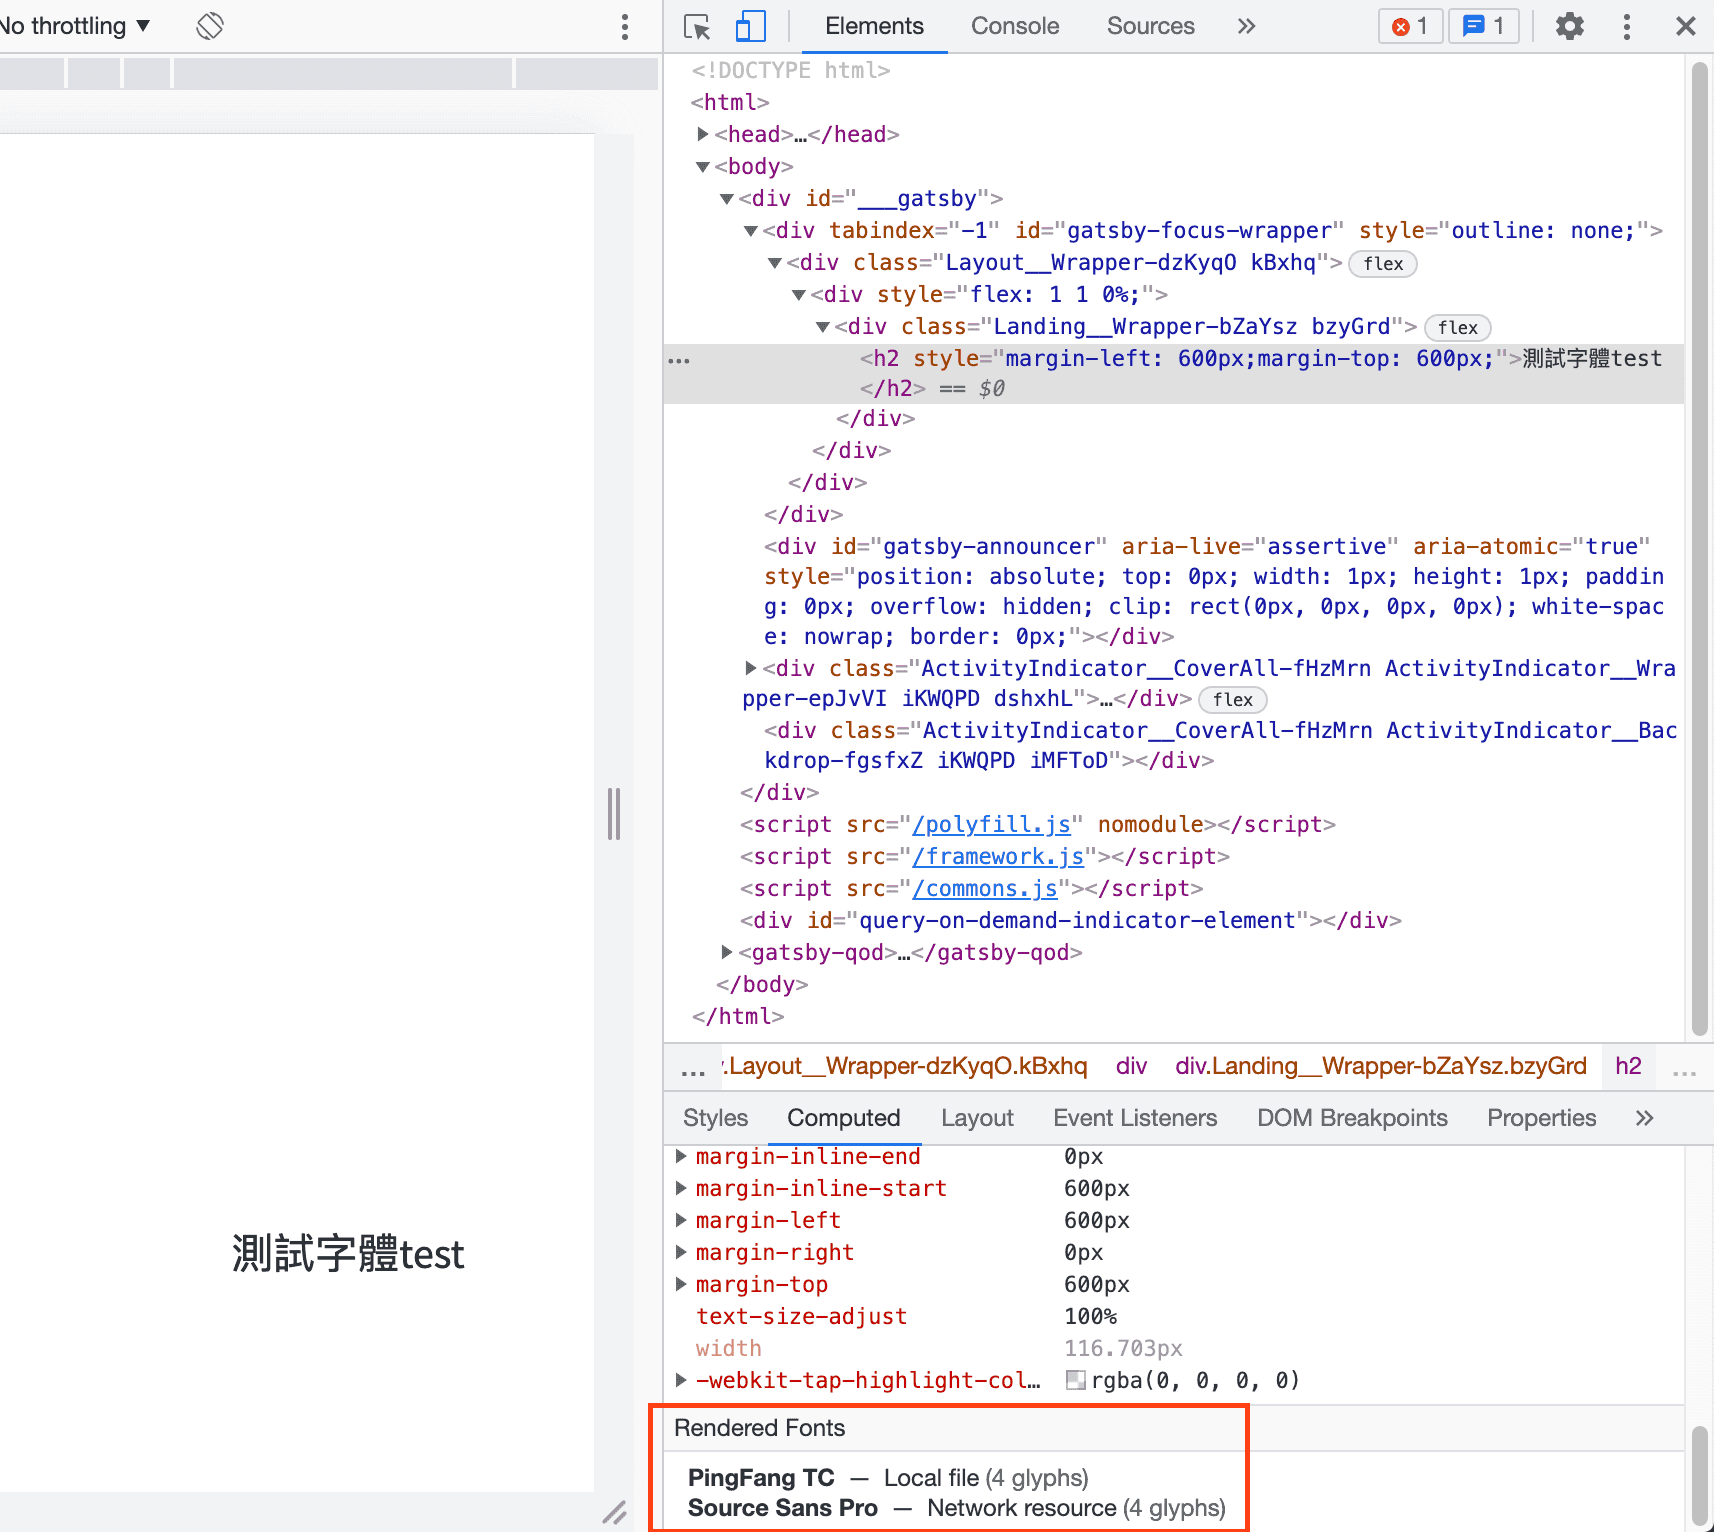 No throttling ▼
Elements
Console
Sources
»
1
1
<!DOCTYPE html>
<html>
<head>…</head>
<body>
<div id="___gatsby">
<div tabindex="-1" id="gatsby-focus-wrapper" style="outline: none;">
<div class="Layout__Wrapper-dzKyqO kBxhq"> flex
<div style="flex: 1 1 0%;">
<div class="Landing__Wrapper-bZaYsz bzyGrd"> flex
<h2 style="margin-left: 600px;margin-top: 600px;">測試字體test
</h2> == $0
</div>
</div>
</div>
</div>
<div id="gatsby-announcer" aria-live="assertive" aria-atomic="true"
style="position: absolute; top: 0px; width: 1px; height: 1px; paddin
g: 0px; overflow: hidden; clip: rect(0px, 0px, 0px, 0px); white-spac
e: nowrap; border: 0px;"></div>
<div class="ActivityIndicator__CoverAll-fHzMrn ActivityIndicator__Wra
pper-epJvVI iKWQPD dshxhL">…</div> flex
<div class="ActivityIndicator__CoverAll-fHzMrn ActivityIndicator__Bac
kdrop-fgsfxZ iKWQPD iMFToD"></div>
</div>
<script src="/polyfill.js" nomodule></script>
<script src="/framework.js"></script>
<script src="/commons.js"></script>
<div id="query-on-demand-indicator-element"></div>
<gatsby-qod>…</gatsby-qod>
</body>
</html>
… .Layout__Wrapper-dzKyqO.kBxhq div div.Landing__Wrapper-bZaYsz.bzyGrd h2 …
Styles Computed Layout Event Listeners DOM Breakpoints Properties »
margin-inline-end 0px
margin-inline-start 600px
margin-left 600px
margin-right 0px
margin-top 600px
text-size-adjust 100%
width 116.703px
-webkit-tap-highlight-col… rgba(0, 0, 0, 0)
Rendered Fonts
PingFang TC — Local file (4 glyphs)
Source Sans Pro — Network resource (4 glyphs)
測試字體test